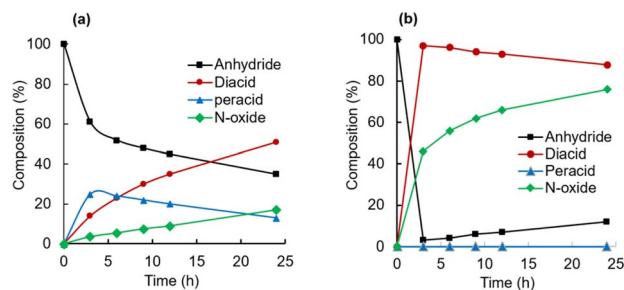 (a)
100
80
60
40
20
0
Composition (%)
0 5 10 15 20 25
Time (h)
Anhydride
Diacid
peracid
N-oxide
(b)
100
80
60
40
20
0
Composition (%)
0 5 10 15 20 25
Time (h)
Anhydride
Diacid
Peracid
N-oxide